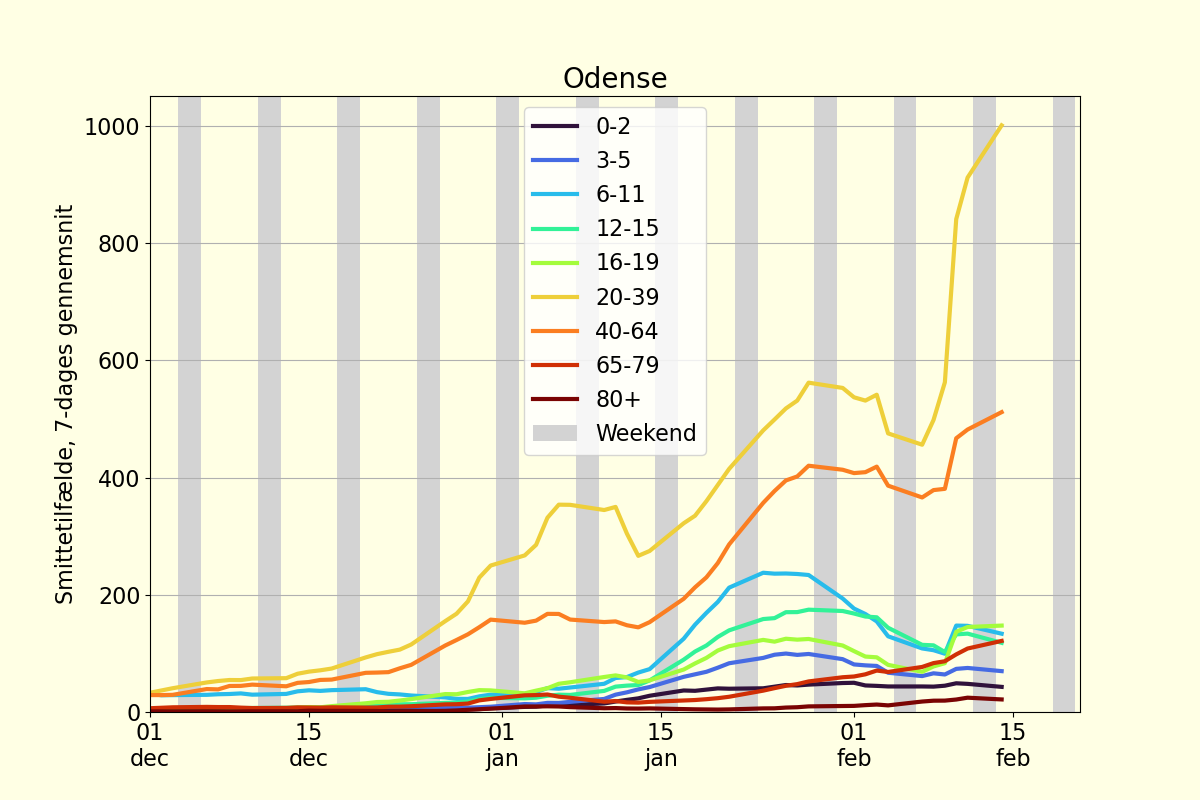 Odense
Smittetilfælde, 7-dages gennemsnit
1000
800
600
400
200
0
0-2
3-5
6-11
12-15
16-19
20-39
40-64
65-79
80+
Weekend
01
dec
15
dec
01
jan
15
jan
01
feb
15
feb